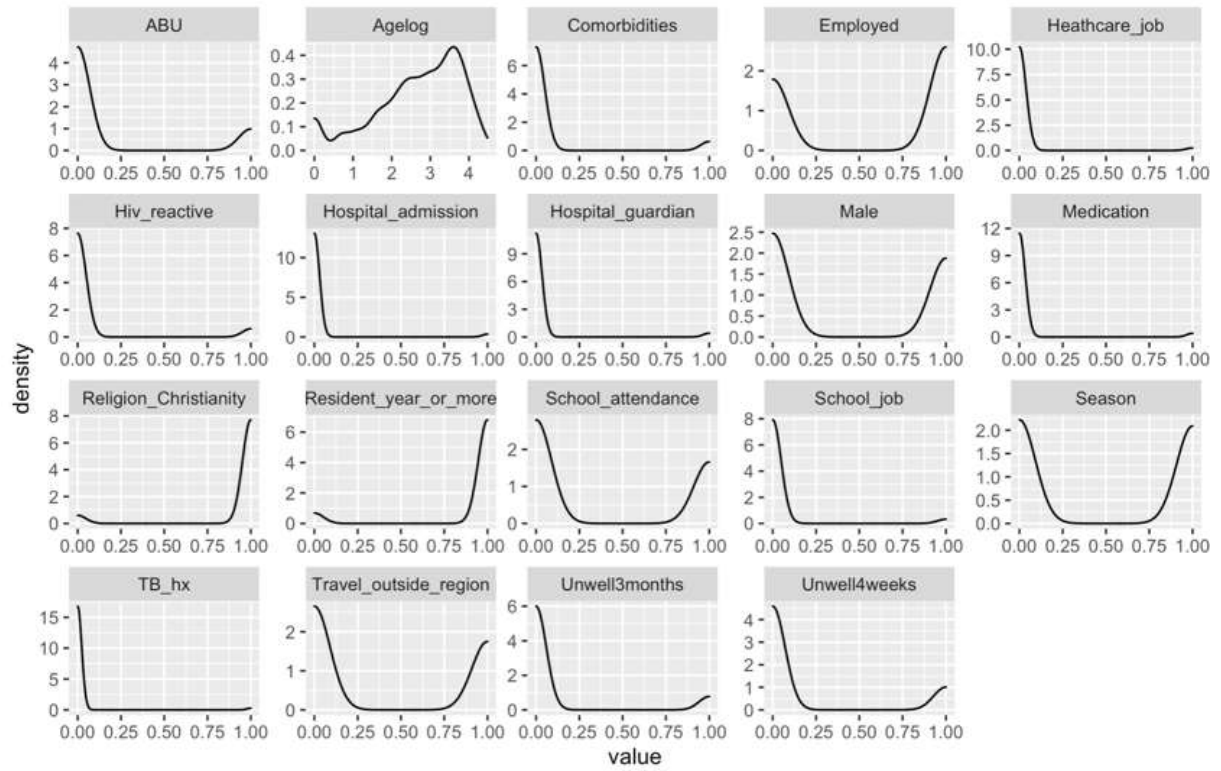 ABU Agelog Comorbidities Employed Heathcare_job
4 3 2 1 0 0.4 0.3 0.2 0.1 0.0 6 4 2 0 2 1 0 10.0 7.5 5.0 2.5 0.0
0.00 0.25 0.50 0.75 1.00 0 1 2 3 4 0.00 0.25 0.50 0.75 1.00 0.00 0.25 0.50 0.75 1.00 0.00 0.25 0.50 0.75 1.00
Hiv_reactive Hospital_admission Hospital_guardian Male Medication
8 6 4 2 0 10 5 0 9 6 3 0 2.5 2.0 1.5 1.0 0.5 0.0 12 9 6 3 0
0.00 0.25 0.50 0.75 1.00 0.00 0.25 0.50 0.75 1.00 0.00 0.25 0.50 0.75 1.00 0.00 0.25 0.50 0.75 1.00 0.00 0.25 0.50 0.75 1.00
density
Religion_Christianity Resident_year_or_more School_attendance School_job Season
8 6 4 2 0 6 4 2 0 2 1 0 8 6 4 2 0 2.0 1.5 1.0 0.5 0.0
0.00 0.25 0.50 0.75 1.00 0.00 0.25 0.50 0.75 1.00 0.00 0.25 0.50 0.75 1.00 0.00 0.25 0.50 0.75 1.00 0.00 0.25 0.50 0.75 1.00
TB_hx Travel_outside_region Unwell3months Unwell4weeks
15 10 5 0 2 1 0 6 4 2 0 4 3 2 1 0
0.00 0.25 0.50 0.75 1.00 0.00 0.25 0.50 0.75 1.00 0.00 0.25 0.50 0.75 1.00 0.00 0.25 0.50 0.75 1.00
value